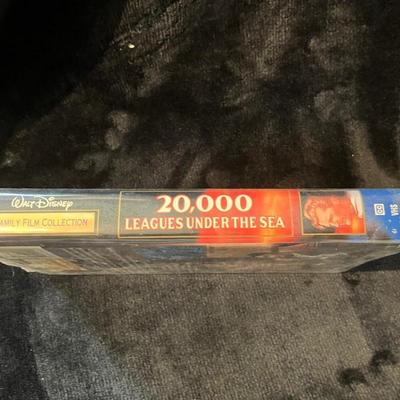 WALT DISNEY
FAMILY FILM COLLECTION
20,000
LEAGUES UNDER THE SEA
VHS